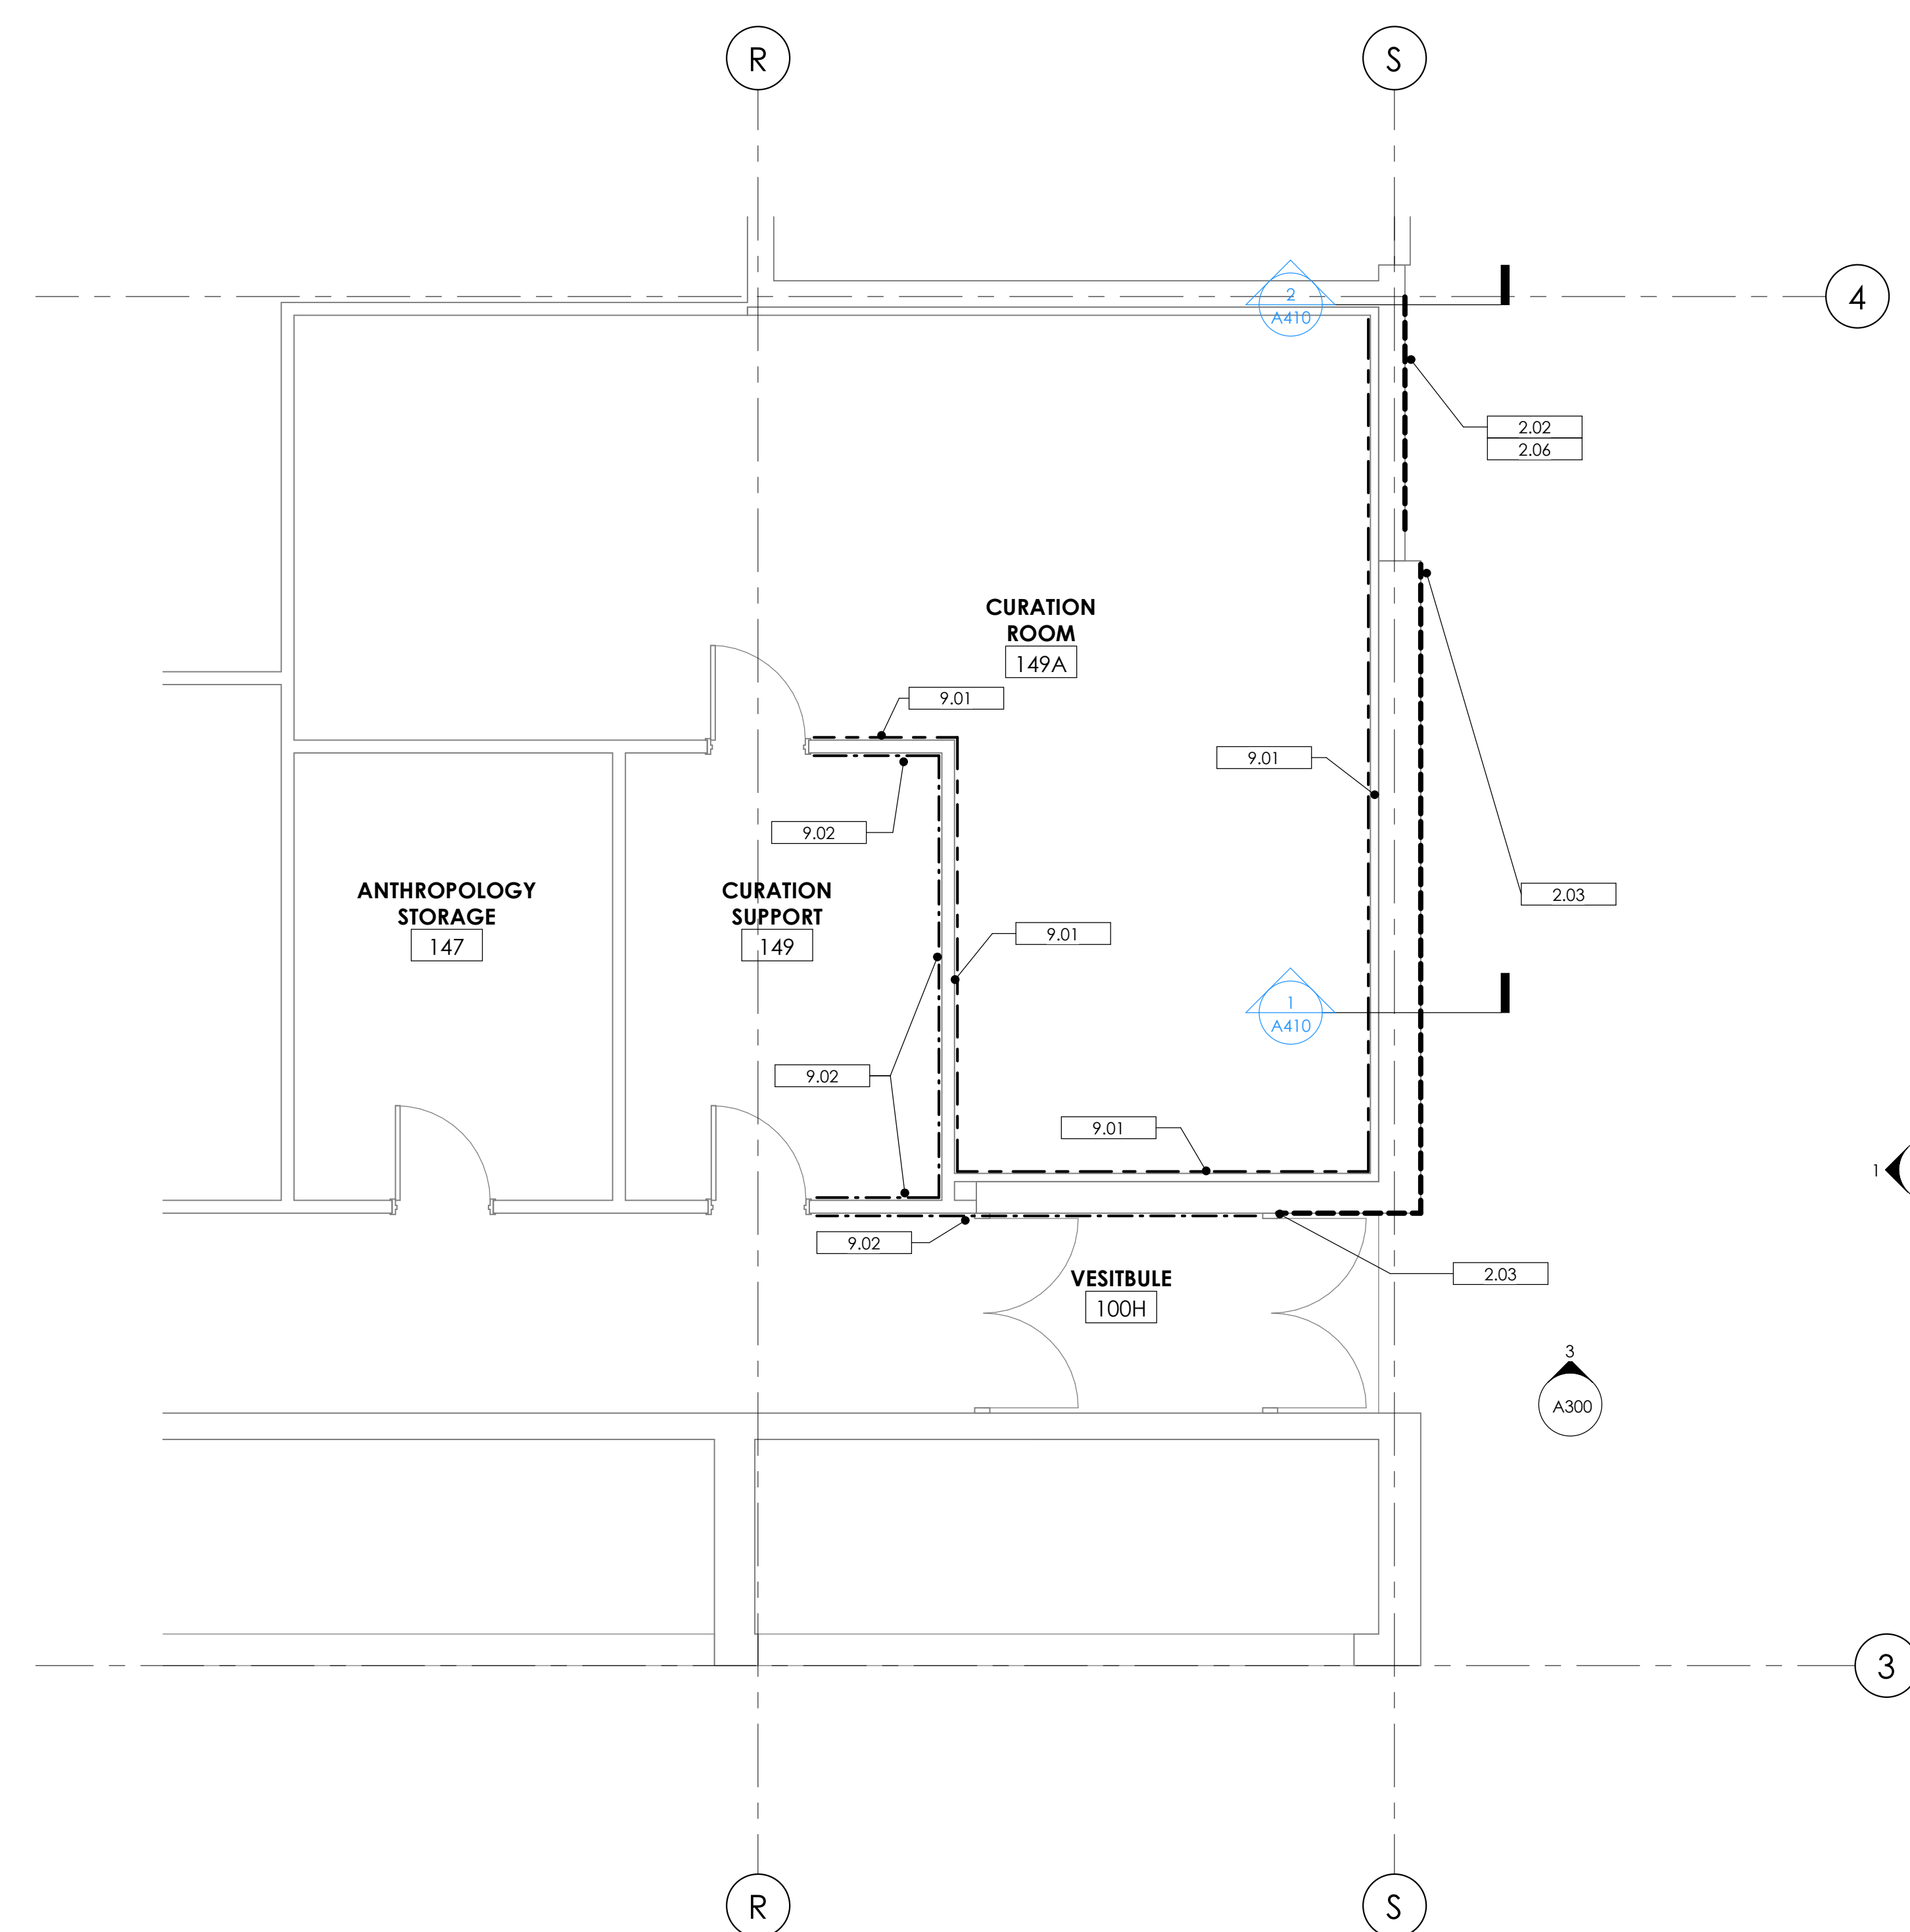 R
S
2
A410
4
2.02
2.06
CURATION
ROOM
149A
9.01
9.01
9.02
ANTHROPOLOGY
STORAGE
147
CURATION
SUPPORT
149
2.03
9.01
1
A410
9.02
9.01
1
9.02
VESITBULE
100H
2.03
3
A300
3
R
S